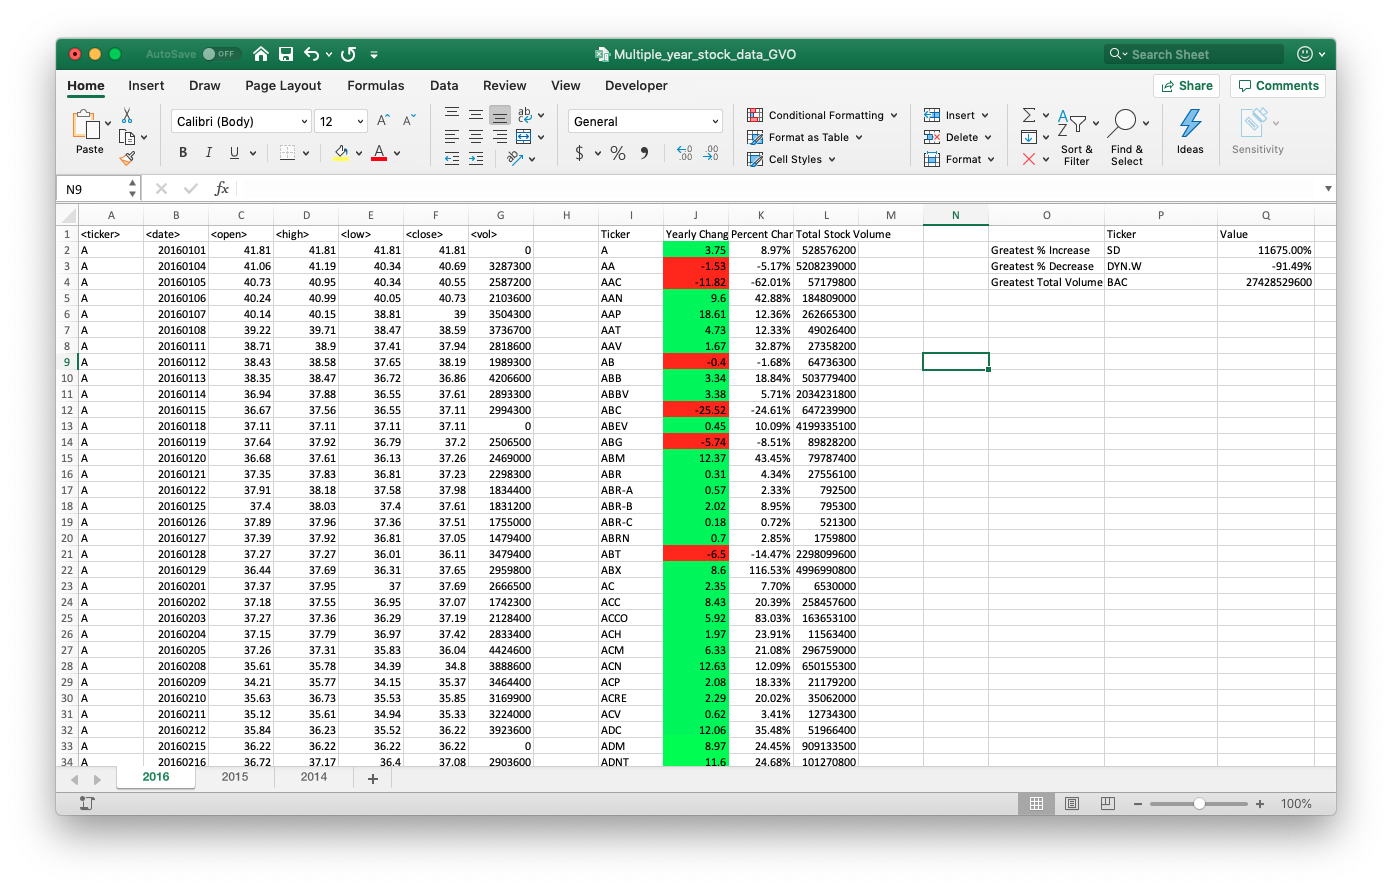 AutoSave OFF Multiple_year_stock_data_GVO Search Sheet
Home Insert Draw Page Layout Formulas Data Review View Developer Share Comments
Paste Calibri (Body) 12 General Conditional Formatting Format as Table Cell Styles Insert Delete Format Sort & Filter Find & Select Ideas Sensitivity
B I U A $ % ab
N9 fx
A B C D E F G H I J K L M N O P Q
1 <ticker> <date> <open> <high> <low> <close> <vol> Ticker Yearly Chang Percent Char Total Stock Volume Ticker Value
2 A 20160101 41.81 41.81 41.81 41.81 0 A 3.75 8.97% 528576200 Greatest % Increase SD 11675.00%
3 A 20160104 41.06 41.19 40.34 40.69 3287300 AA -1.53 -5.17% 5208239000 Greatest % Decrease DYN.W -91.49%
4 A 20160105 40.73 40.95 40.34 40.55 2587200 AAC -11.82 -62.01% 57179800 Greatest Total Volume BAC 27428529600
5 A 20160106 40.24 40.99 40.05 40.73 2103600 AAN 9.6 42.88% 184809000
6 A 20160107 40.14 40.15 38.81 39 3504300 AAP 18.61 12.36% 262665300
7 A 20160108 39.22 39.71 38.47 38.59 3736700 AAT 4.73 12.33% 49026400
8 A 20160111 38.71 38.9 37.41 37.94 2818600 AAV 1.67 32.87% 27358200
9 A 20160112 38.43 38.58 37.65 38.19 1989300 AB -0.4 -1.68% 64736300
10 A 20160113 38.35 38.47 36.72 36.86 4206600 ABB 3.34 18.84% 503779400
11 A 20160114 36.94 37.88 36.55 37.61 2893300 ABBV 3.38 5.71% 2034231800
12 A 20160115 36.67 37.56 36.55 37.11 2994300 ABC -25.52 -24.61% 647239900
13 A 20160118 37.11 37.11 37.11 37.11 0 ABEV 0.45 10.09% 4199335100
14 A 20160119 37.64 37.92 36.79 37.2 2506500 ABG -5.74 -8.51% 89828200
15 A 20160120 36.68 37.61 36.13 37.26 2469000 ABM 12.37 43.45% 79787400
16 A 20160121 37.35 37.83 36.81 37.23 2298300 ABR 0.31 4.34% 27556100
17 A 20160122 37.91 38.18 37.58 37.98 1834400 ABR-A 0.57 2.33% 792500
18 A 20160125 37.4 38.03 37.4 37.61 1831200 ABR-B 2.02 8.95% 795300
19 A 20160126 37.89 37.96 37.36 37.51 1755000 ABR-C 0.18 0.72% 521300
20 A 20160127 37.39 37.92 36.81 37.05 1479400 ABRN 0.7 2.85% 1759800
21 A 20160128 37.27 37.27 36.01 36.11 3479400 ABT -6.5 -14.47% 2298099600
22 A 20160129 36.44 37.69 36.31 37.65 2959800 ABX 8.6 116.53% 4996990800
23 A 20160201 37.37 37.95 37 37.69 2666500 AC 2.35 7.70% 6530000
24 A 20160202 37.18 37.55 36.95 37.07 1742300 ACC 8.43 20.39% 258457600
25 A 20160203 37.27 37.36 36.29 37.19 2128400 ACCO 5.92 83.03% 163653100
26 A 20160204 37.15 37.79 36.97 37.42 2833400 ACH 1.97 23.91% 11563400
27 A 20160205 37.26 37.31 35.83 36.04 4424600 ACM 6.33 21.08% 296759000
28 A 20160208 35.61 35.78 34.39 34.8 3888600 ACN 12.63 12.09% 650155300
29 A 20160209 34.21 35.77 34.15 35.37 3464400 ACP 2.08 18.33% 21179200
30 A 20160210 35.63 36.73 35.53 35.85 3169900 ACRE 2.29 20.02% 35062000
31 A 20160211 35.12 35.61 34.94 35.33 3224000 ACV 0.62 3.41% 12734300
32 A 20160212 35.84 36.23 35.52 36.22 3923600 ADC 12.06 35.48% 51966400
33 A 20160215 36.22 36.22 36.22 36.22 0 ADM 8.97 24.45% 909133500
34 A 20160216 36.72 37.17 36.4 37.08 2903600 ADNT 11.6 24.68% 101270800
2016 2015 2014 +
100%